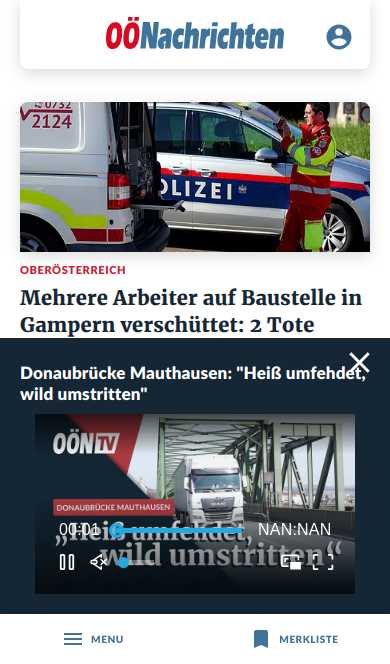 OÖNachrichten
0732
2124
POLIZEI
OBERÖSTERREICH
Mehrere Arbeiter auf Baustelle in
Gampern verschüttet: 2 Tote
Donaubrücke Mauthausen: "Heiß umfehdet,
wild umstritten"
OÖN TV
DONAUBRÜCKE MAUTHAUSEN
„Heiß umfehdet,
wild umstritten“
00:01
NAN:NAN
MENU
MERKLISTE